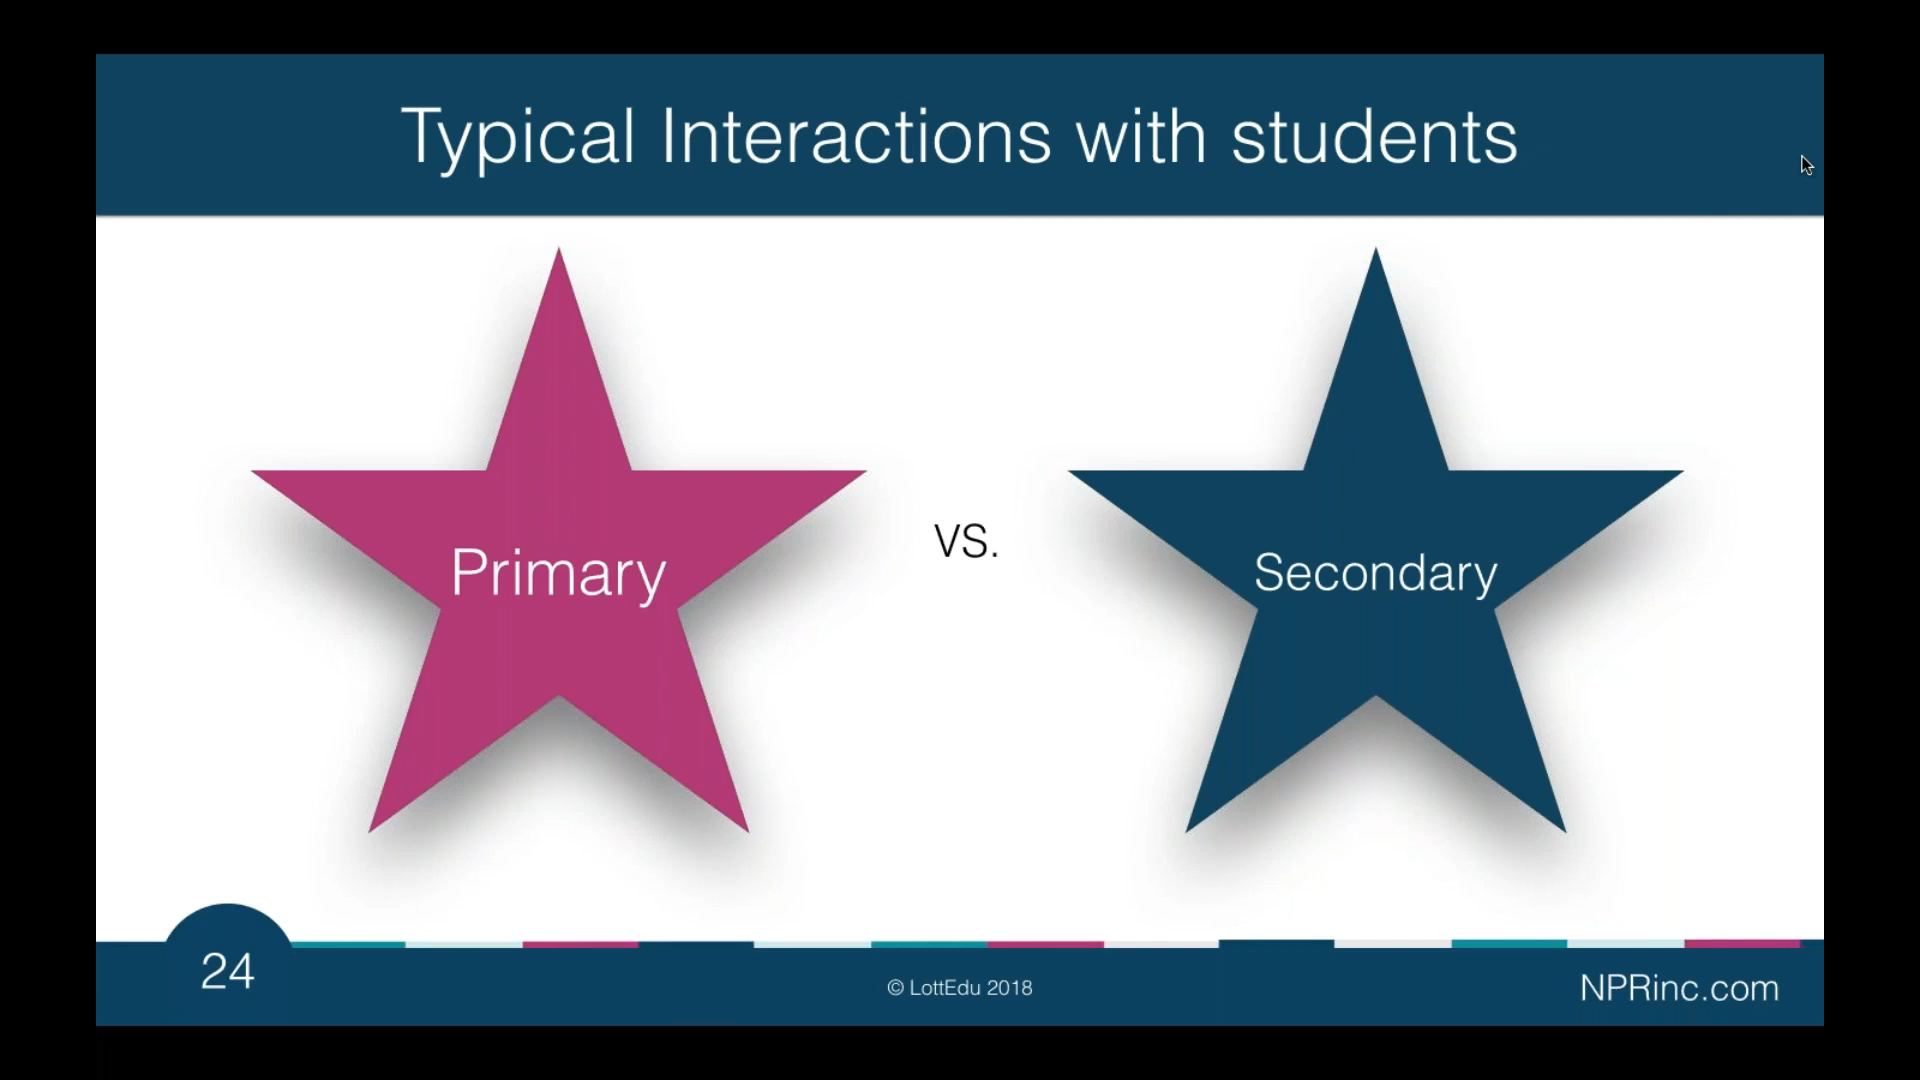 Typical Interactions with students
Primary
VS.
Secondary
24
© LottEdu 2018
NPRinc.com